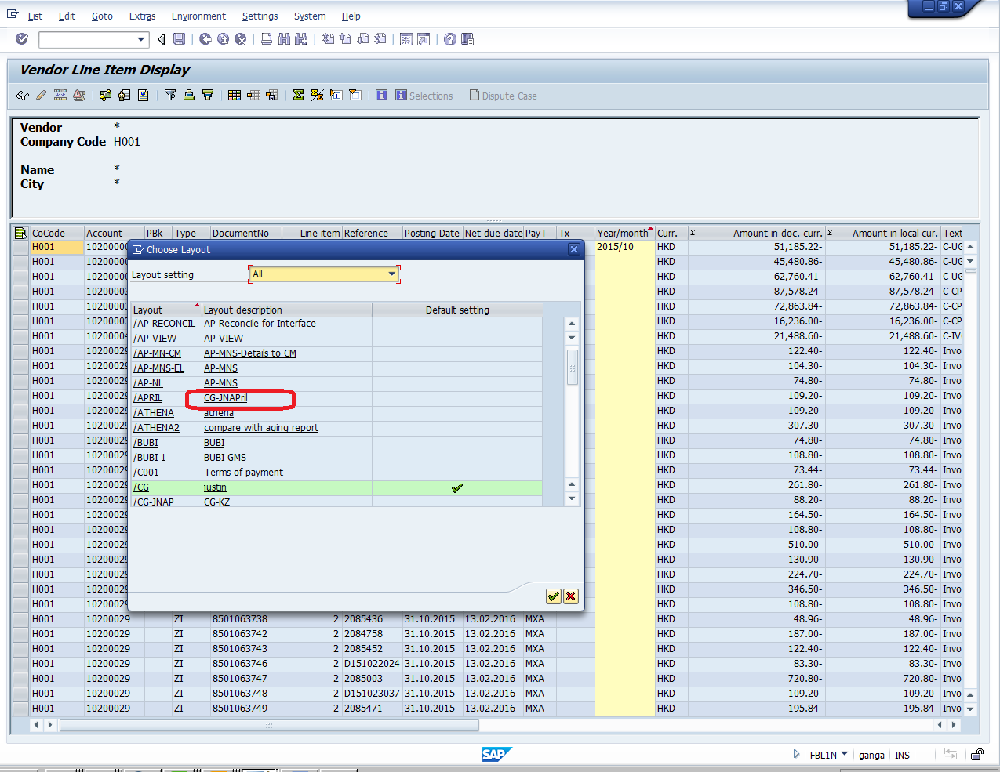 List Edit Goto Extras Environment Settings System Help
Vendor Line Item Display
Selections Dispute Case
Vendor *
Company Code H001
Name *
City *
CoCode Account PBk Type DocumentNo Line item Reference Posting Date Net due date PayT Tx Year/month Curr. Σ Amount in doc. curr. Σ Amount in local cur. Text
H001 1020000 2015/10 HKD 51,185.22- 51,185.22- C-UG
H001 1020000 HKD 45,480.86- 45,480.86- C-UG
H001 1020000 HKD 62,760.41- 62,760.41- C-UG
H001 1020000 HKD 87,578.24- 87,578.24- C-CP
H001 1020000 HKD 72,863.84- 72,863.84- C-CP
H001 1020000 HKD 16,236.00- 16,236.00- C-CP
H001 1020000 HKD 21,488.60- 21,488.60- C-IV
H001 10200029 HKD 122.40- 122.40- Invo
H001 10200029 HKD 104.30- 104.30- Invo
H001 10200029 HKD 74.80- 74.80- Invo
H001 10200029 HKD 109.20- 109.20- Invo
H001 10200029 HKD 109.20- 109.20- Invo
H001 10200029 HKD 307.30- 307.30- Invo
H001 10200029 HKD 74.80- 74.80- Invo
H001 10200029 HKD 108.80- 108.80- Invo
H001 10200029 HKD 73.44- 73.44- Invo
H001 10200029 HKD 261.80- 261.80- Invo
H001 10200029 HKD 88.20- 88.20- Invo
H001 10200029 HKD 164.50- 164.50- Invo
H001 10200029 HKD 108.80- 108.80- Invo
H001 10200029 HKD 510.00- 510.00- Invo
H001 10200029 HKD 130.90- 130.90- Invo
H001 10200029 HKD 224.70- 224.70- Invo
H001 10200029 HKD 346.50- 346.50- Invo
H001 10200029 HKD 108.80- 108.80- Invo
H001 10200029 ZI 8501063738 2 2085436 31.10.2015 13.02.2016 MXA HKD 48.96- 48.96- Invo
H001 10200029 ZI 8501063742 2 2084758 31.10.2015 13.02.2016 MXA HKD 187.00- 187.00- Invo
H001 10200029 ZI 8501063743 2 2085452 31.10.2015 13.02.2016 MXA HKD 122.40- 122.40- Invo
H001 10200029 ZI 8501063746 2 D151022024 31.10.2015 13.02.2016 MXA HKD 83.30- 83.30- Invo
H001 10200029 ZI 8501063747 2 2085003 31.10.2015 13.02.2016 MXA HKD 720.80- 720.80- Invo
H001 10200029 ZI 8501063748 2 D151023037 31.10.2015 13.02.2016 MXA HKD 109.20- 109.20- Invo
H001 10200029 ZI 8501063749 2 2085471 31.10.2015 13.02.2016 MXA HKD 195.84- 195.84- Invo
Choose Layout
Layout setting All
Layout Layout description Default setting
/AP RECONCIL AP Reconcile for Interface
/AP VIEW AP VIEW
/AP-MN-CM AP-MNS-Details to CM
/AP-MNS-EL AP-MNS
/AP-NL AP-MNS
/APRIL CG-JNAPril
/ATHENA athena
/ATHENA2 compare with aging report
/BUBI BUBI
/BUBI-1 BUBI-GMS
/C001 Terms of payment
/CG justin
/CG-JNAP CG-KZ
SAP
FBL1N ganga INS